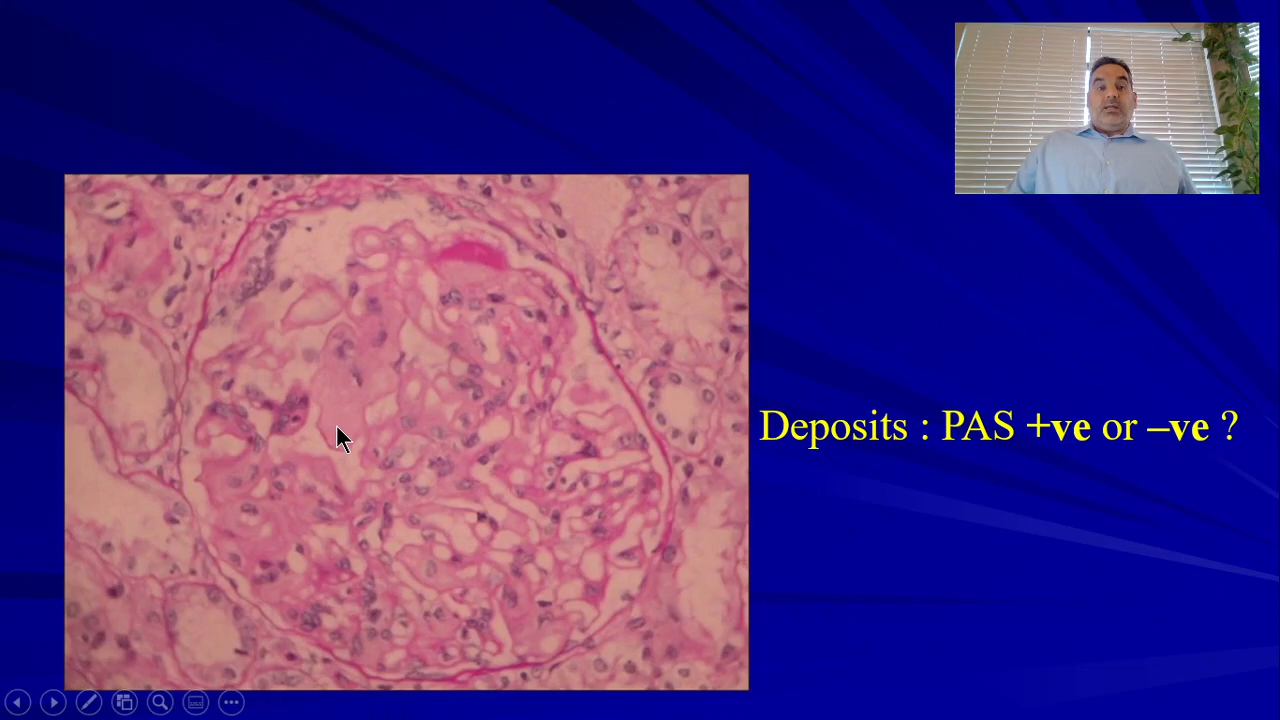 Deposits : PAS +ve or –ve ?